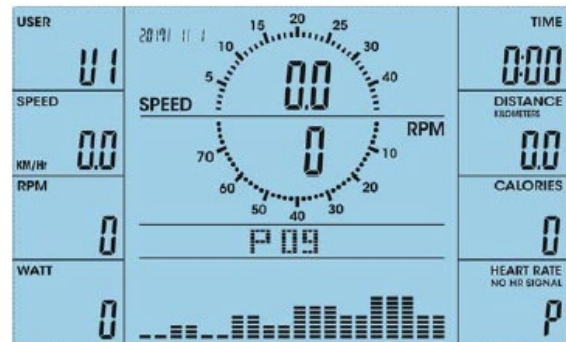 USER
U1
SPEED
0.0
KM/Hr
RPM
0
WATT
0
5
10
15
20
25
30
40
SPEED
0.0
0
RPM
70
60
50
40
30
20
10
P 09
TIME
0:00
DISTANCE
KILOMETERS
0.0
CALORIES
0
HEART RATE
NO HR SIGNAL
P